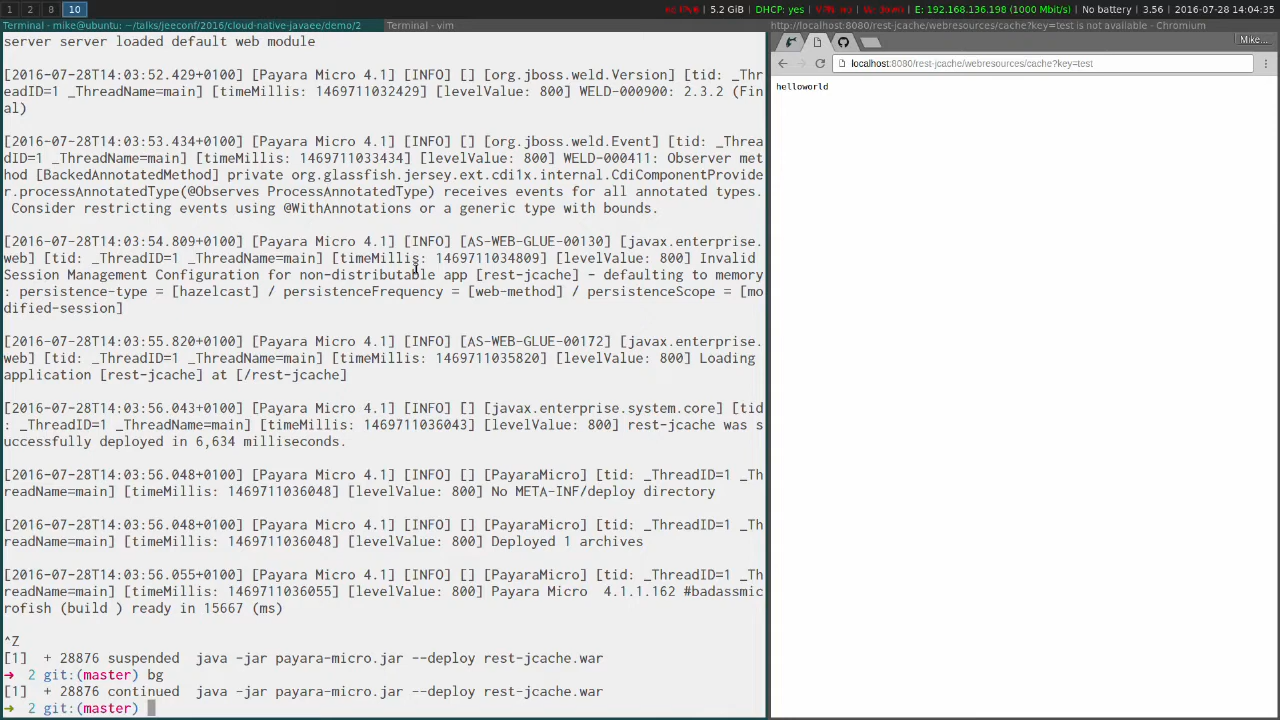 1 2 8 10
no IPv6 | 5.2 GiB | DHCP: yes | VPN: no | W: down | E: 192.168.136.198 (1000 Mbit/s) | No battery | 3.56 | 2016-07-28 14:04:35
Terminal - mike@ubuntu: ~/talks/jeeconf/2016/cloud-native-javaee/demo/2
Terminal - vim
server server loaded default web module
[2016-07-28T14:03:52.429+0100] [Payara Micro 4.1] [INFO] [] [org.jboss.weld.Version] [tid: _Thr
eadID=1 _ThreadName=main] [timeMillis: 1469711032429] [levelValue: 800] WELD-000900: 2.3.2 (Fin
al)
[2016-07-28T14:03:53.434+0100] [Payara Micro 4.1] [INFO] [] [org.jboss.weld.Event] [tid: _Threa
dID=1 _ThreadName=main] [timeMillis: 1469711033434] [levelValue: 800] WELD-000411: Observer met
hod [BackedAnnotatedMethod] private org.glassfish.jersey.ext.cdi1x.internal.CdiComponentProvide
r.processAnnotatedType(@Observes ProcessAnnotatedType) receives events for all annotated types.
Consider restricting events using @WithAnnotations or a generic type with bounds.
[2016-07-28T14:03:54.809+0100] [Payara Micro 4.1] [INFO] [AS-WEB-GLUE-00130] [javax.enterprise.
web] [tid: _ThreadID=1 _ThreadName=main] [timeMillis: 1469711034809] [levelValue: 800] Invalid
Session Management Configuration for non-distributable app [rest-jcache] - defaulting to memory
: persistence-type = [hazelcast] / persistenceFrequency = [web-method] / persistenceScope = [mo
dified-session]
[2016-07-28T14:03:55.820+0100] [Payara Micro 4.1] [INFO] [AS-WEB-GLUE-00172] [javax.enterprise.
web] [tid: _ThreadID=1 _ThreadName=main] [timeMillis: 1469711035820] [levelValue: 800] Loading
application [rest-jcache] at [/rest-jcache]
[2016-07-28T14:03:56.043+0100] [Payara Micro 4.1] [INFO] [] [javax.enterprise.system.core] [tid
: _ThreadID=1 _ThreadName=main] [timeMillis: 1469711036043] [levelValue: 800] rest-jcache was s
uccessfully deployed in 6,634 milliseconds.
[2016-07-28T14:03:56.048+0100] [Payara Micro 4.1] [INFO] [] [PayaraMicro] [tid: _ThreadID=1 _Th
readName=main] [timeMillis: 1469711036048] [levelValue: 800] No META-INF/deploy directory
[2016-07-28T14:03:56.048+0100] [Payara Micro 4.1] [INFO] [] [PayaraMicro] [tid: _ThreadID=1 _Th
readName=main] [timeMillis: 1469711036048] [levelValue: 800] Deployed 1 archives
[2016-07-28T14:03:56.055+0100] [Payara Micro 4.1] [INFO] [] [PayaraMicro] [tid: _ThreadID=1 _Th
readName=main] [timeMillis: 1469711036055] [levelValue: 800] Payara Micro  4.1.1.162 #badassmic
rofish (build ) ready in 15667 (ms)
^Z
[1]  + 28876 suspended  java -jar payara-micro.jar --deploy rest-jcache.war
➜  2 git:(master) bg
[1]  + 28876 continued  java -jar payara-micro.jar --deploy rest-jcache.war
➜  2 git:(master)
http://localhost:8080/rest-jcache/webresources/cache?key=test is not available - Chromium
Mike...
localhost:8080/rest-jcache/webresources/cache?key=test
helloworld